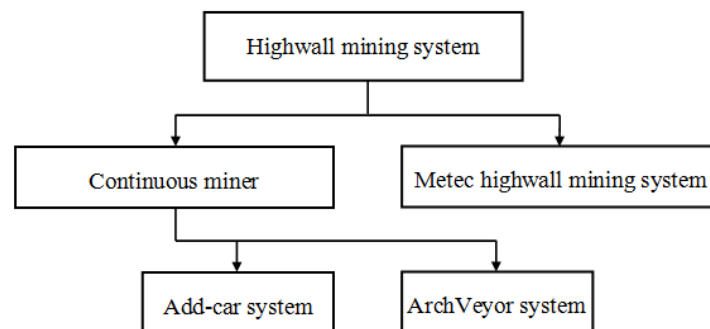 Highwall mining system
Continuous miner
Metec highwall mining system
Add-car system
ArchVeyor system